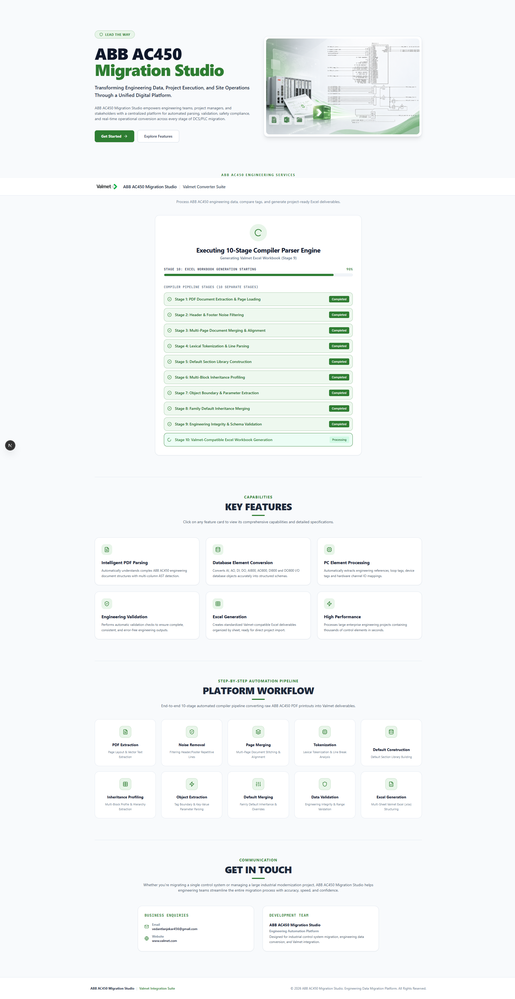 LEAD THE WAY
ABB AC450
Migration Studio
Transforming Engineering Data, Project Execution, and Site Operations
Through a Unified Digital Platform.
ABB AC450 Migration Studio empowers engineering teams, project managers, and
stakeholders with a centralized platform for automated parsing, validation, safety compliance,
and real-time operational conversion across every stage of DCS/PLC migration.
Get Started
Explore Features
ABB
ABB AC450 ENGINEERING SERVICES
Valmet
ABB AC450 Migration Studio | Valmet Converter Suite
Process ABB AC450 engineering data, compare tags, and generate project-ready Excel deliverables.
Executing 10-Stage Compiler Parser Engine
Generating Valmet Excel Workbook (Stage 9)
STAGE 10: EXCEL WORKBOOK GENERATION STARTING 90%
COMPILER PIPELINE STAGES (10 SEPARATE STAGES)
Stage 1: PDF Document Extraction & Page Loading Completed
Stage 2: Header & Footer Noise Filtering Completed
Stage 3: Multi-Page Document Merging & Alignment Completed
Stage 4: Lexical Tokenization & Line Parsing Completed
Stage 5: Default Section Library Construction Completed
Stage 6: Multi-Block Inheritance Profiling Completed
Stage 7: Object Boundary & Parameter Extraction Completed
Stage 8: Family Default Inheritance Merging Completed
Stage 9: Engineering Integrity & Schema Validation Completed
Stage 10: Valmet-Compatible Excel Workbook Generation Processing
N
CAPABILITIES
KEY FEATURES
Click on any feature card to view its comprehensive capabilities and detailed specifications.
Intelligent PDF Parsing
Automatically understands complex ABB AC450 engineering
document structures with multi-column AST detection.
Database Element Conversion
Converts AI, AO, DI, DO, AI800, AO800, DI800 and DO800 I/O
database objects accurately into structured schemas.
PC Element Processing
Automatically extracts engineering references, loop tags, device
tags and hardware channel IO mappings.
Engineering Validation
Performs automatic validation checks to ensure complete,
consistent, and error-free engineering outputs.
Excel Generation
Creates standardized Valmet-compatible Excel deliverables
organized by sheet, ready for direct project import.
High Performance
Processes large enterprise engineering projects containing
thousands of control elements in seconds.
STEP-BY-STEP AUTOMATION PIPELINE
PLATFORM WORKFLOW
End-to-end 10-stage automated compiler pipeline converting raw ABB AC450 PDF printouts into Valmet deliverables.
PDF Extraction
Page Layout & Vector Text
Extraction
Noise Removal
Filtering Header/Footer Repetitive
Lines
Page Merging
Multi-Page Document Stitching &
Alignment
Tokenization
Lexical Tokenization & Line Break
Analysis
Default Construction
Default Section Library Building
Inheritance Profiling
Multi-Block Profile & Hierarchy
Extraction
Object Extraction
Tag Boundary & Key-Value
Parameter Parsing
Default Merging
Family Default Inheritance &
Overrides
Data Validation
Engineering Integrity & Range
Validation
Excel Generation
Multi-Sheet Valmet Excel (.xlsx)
Structuring
COMMUNICATION
GET IN TOUCH
Whether you're migrating a single control system or managing a large industrial modernization project, ABB AC450 Migration Studio helps
engineering teams streamline the entire migration process with accuracy, speed, and confidence.
BUSINESS ENQUIRIES
Email
vedantlanjekar456@gmail.com
Website
www.valmet.com
DEVELOPMENT TEAM
ABB AC450 Migration Studio
Engineering Automation Platform
Designed for industrial control system migration, engineering data
conversion, and Valmet integration.
ABB AC450 Migration Studio | Valmet Integration Suite
© 2026 ABB AC450 Migration Studio. Engineering Data Migration Platform. All Rights Reserved.